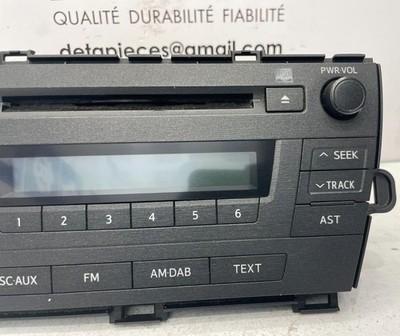 QUALITÉ DURABILITÉ FIABILITÉ
detapieces@gmail.com
PWR·VOL
SEEK
TRACK
1 2 3 4 5 6
AST
SC·AUX FM AM·DAB TEXT